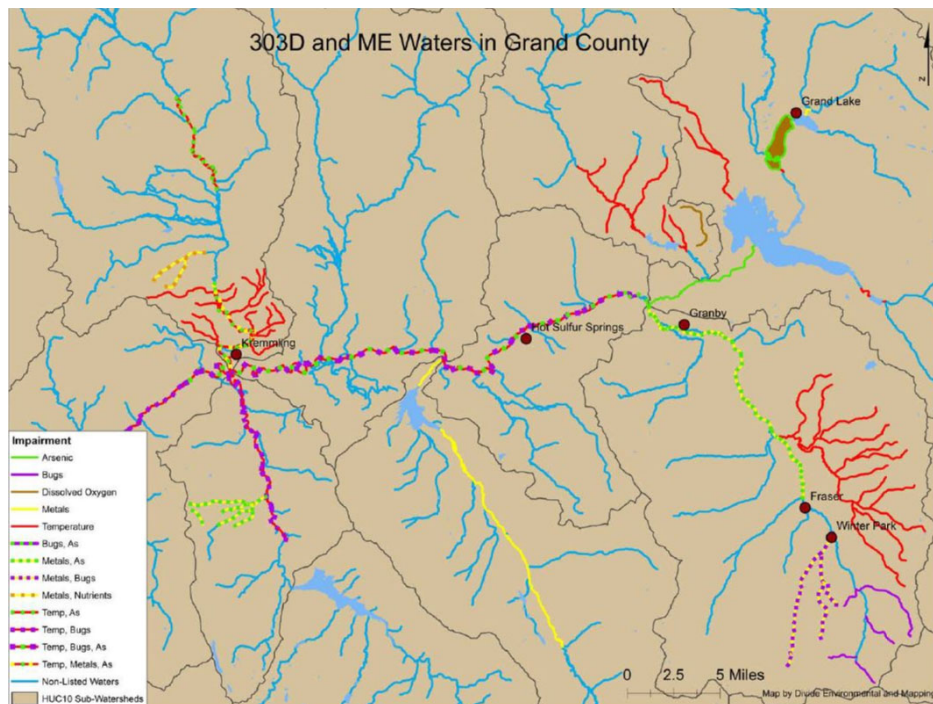 303D and ME Waters in Grand County
N
Grand Lake
Granby
Hot Sulfur Springs
Kremmling
Fraser
Winter Park
Impairment
Arsenic
Bugs
Dissolved Oxygen
Metals
Temperature
Bugs, As
Metals, As
Metals, Bugs
Metals, Nutrients
Temp, As
Temp, Bugs
Temp, Bugs, As
Temp, Metals, As
Non-Listed Waters
HUC10 Sub-Watersheds
0 2.5 5 Miles
Map by Divide Environmental and Mapping